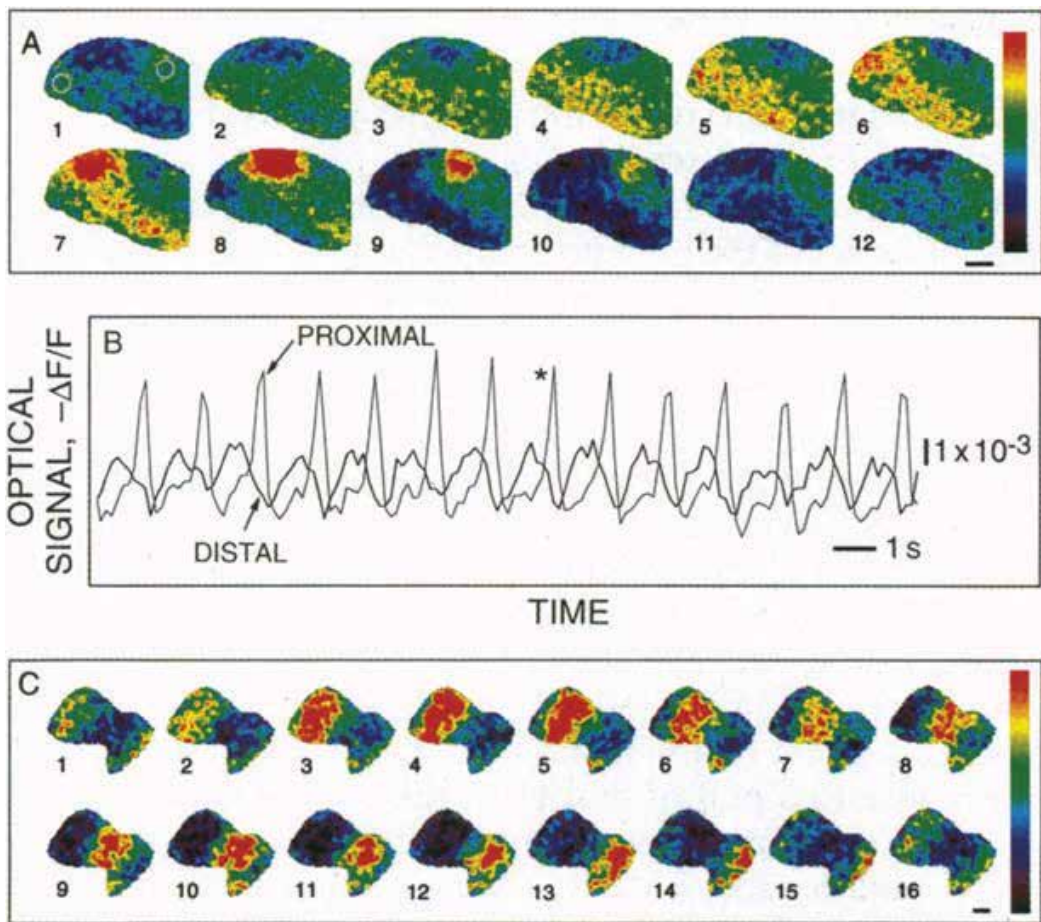 A
1 2 3 4 5 6
7 8 9 10 11 12
B
PROXIMAL
*
DISTAL
OPTICAL
SIGNAL, –ΔF/F
1 x 10-3
1 s
TIME
C
1 2 3 4 5 6 7 8
9 10 11 12 13 14 15 16